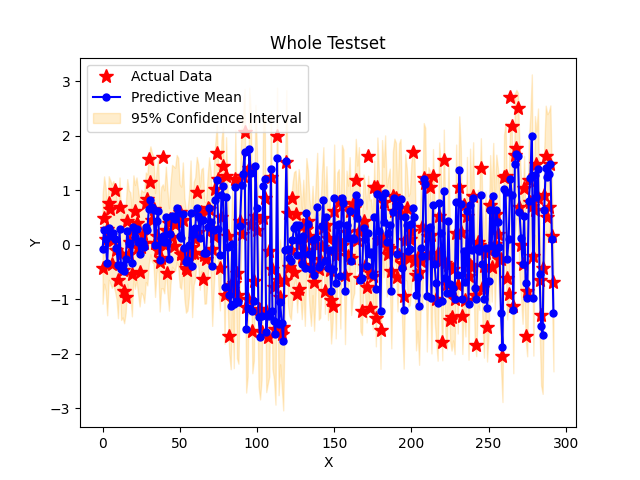 Whole Testset
Actual Data
Predictive Mean
95% Confidence Interval
Y
3
2
1
0
−1
−2
−3
0
50
100
150
200
250
300
X